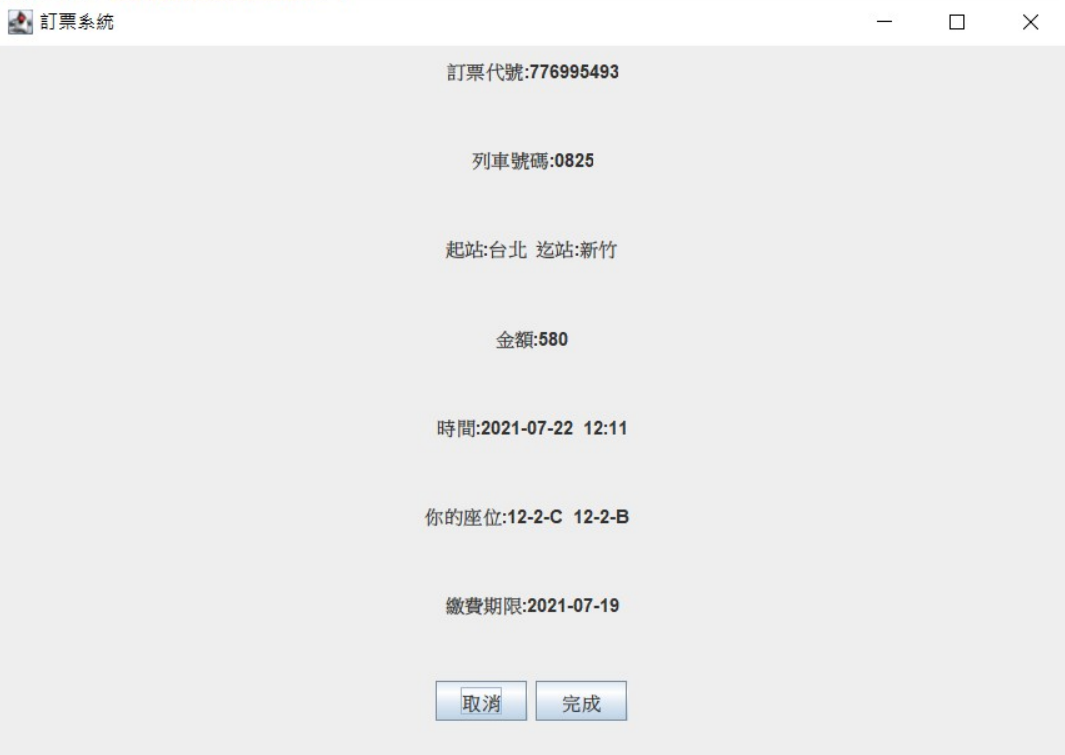 訂票系統
訂票代號:776995493
列車號碼:0825
起站:台北 迄站:新竹
金額:580
時間:2021-07-22 12:11
你的座位:12-2-C 12-2-B
繳費期限:2021-07-19
取消 完成